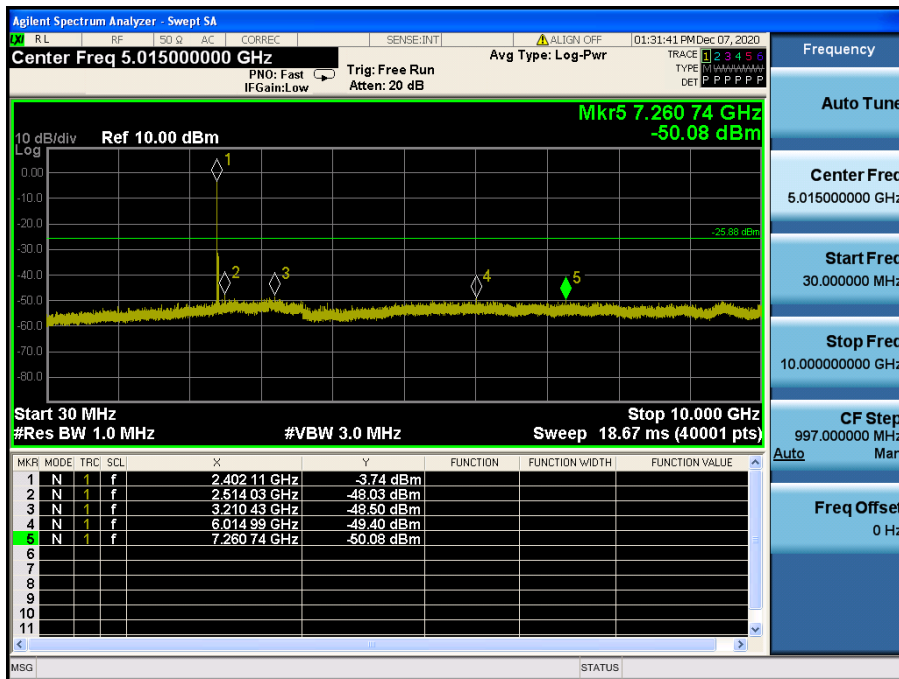 Agilent Spectrum Analyzer - Swept SA
LXI RL RF 50 Ω AC CORREC SENSE:INT ALIGN OFF 01:31:41 PM Dec 07, 2020
Center Freq 5.015000000 GHz
PNO: Fast
IFGain:Low
Trig: Free Run
Atten: 20 dB
Avg Type: Log-Pwr
TRACE 1 2 3 4 5 6
TYPE M WWWWW
DET P P P P P P
Mkr5 7.260 74 GHz
-50.08 dBm
10 dB/div Ref 10.00 dBm
Log
0.00
-10.0
-20.0
-30.0
-40.0
-50.0
-60.0
-70.0
-80.0
1
2
3
4
5
-25.88 dBm
Start 30 MHz Stop 10.000 GHz
#Res BW 1.0 MHz #VBW 3.0 MHz Sweep 18.67 ms (40001 pts)
MKR MODE TRC SCL X Y FUNCTION FUNCTION WIDTH FUNCTION VALUE
1 N 1 f 2.402 11 GHz -3.74 dBm
2 N 1 f 2.514 03 GHz -48.03 dBm
3 N 1 f 3.210 43 GHz -48.50 dBm
4 N 1 f 6.014 99 GHz -49.40 dBm
5 N 1 f 7.260 74 GHz -50.08 dBm
6
7
8
9
10
11
MSG STATUS
Frequency
Auto Tune
Center Freq
5.015000000 GHz
Start Freq
30.000000 MHz
Stop Freq
10.000000000 GHz
CF Step
997.000000 MHz
Auto Man
Freq Offset
0 Hz